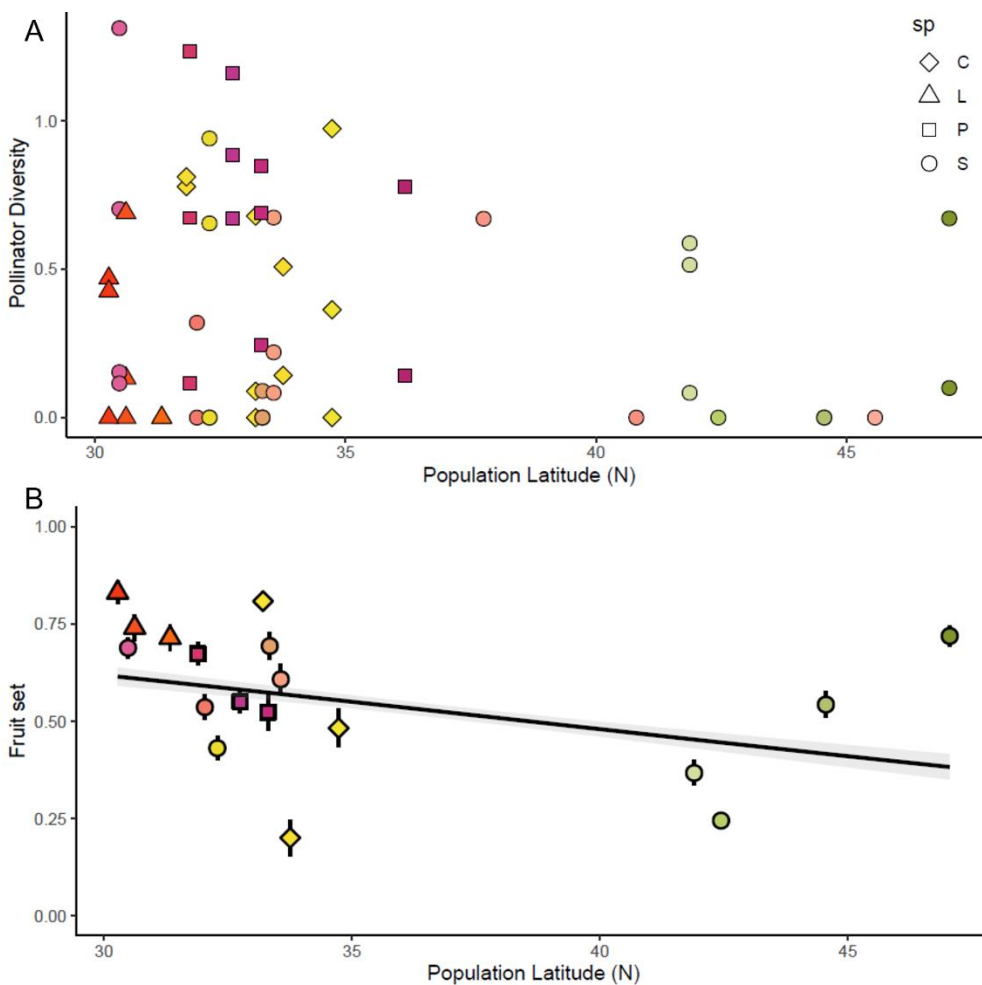 A
sp
C
L
P
S
Pollinator Diversity
1.0
0.5
0.0
30 35 40 45
Population Latitude (N)
B
Fruit set
1.00
0.75
0.50
0.25
0.00
30 35 40 45
Population Latitude (N)